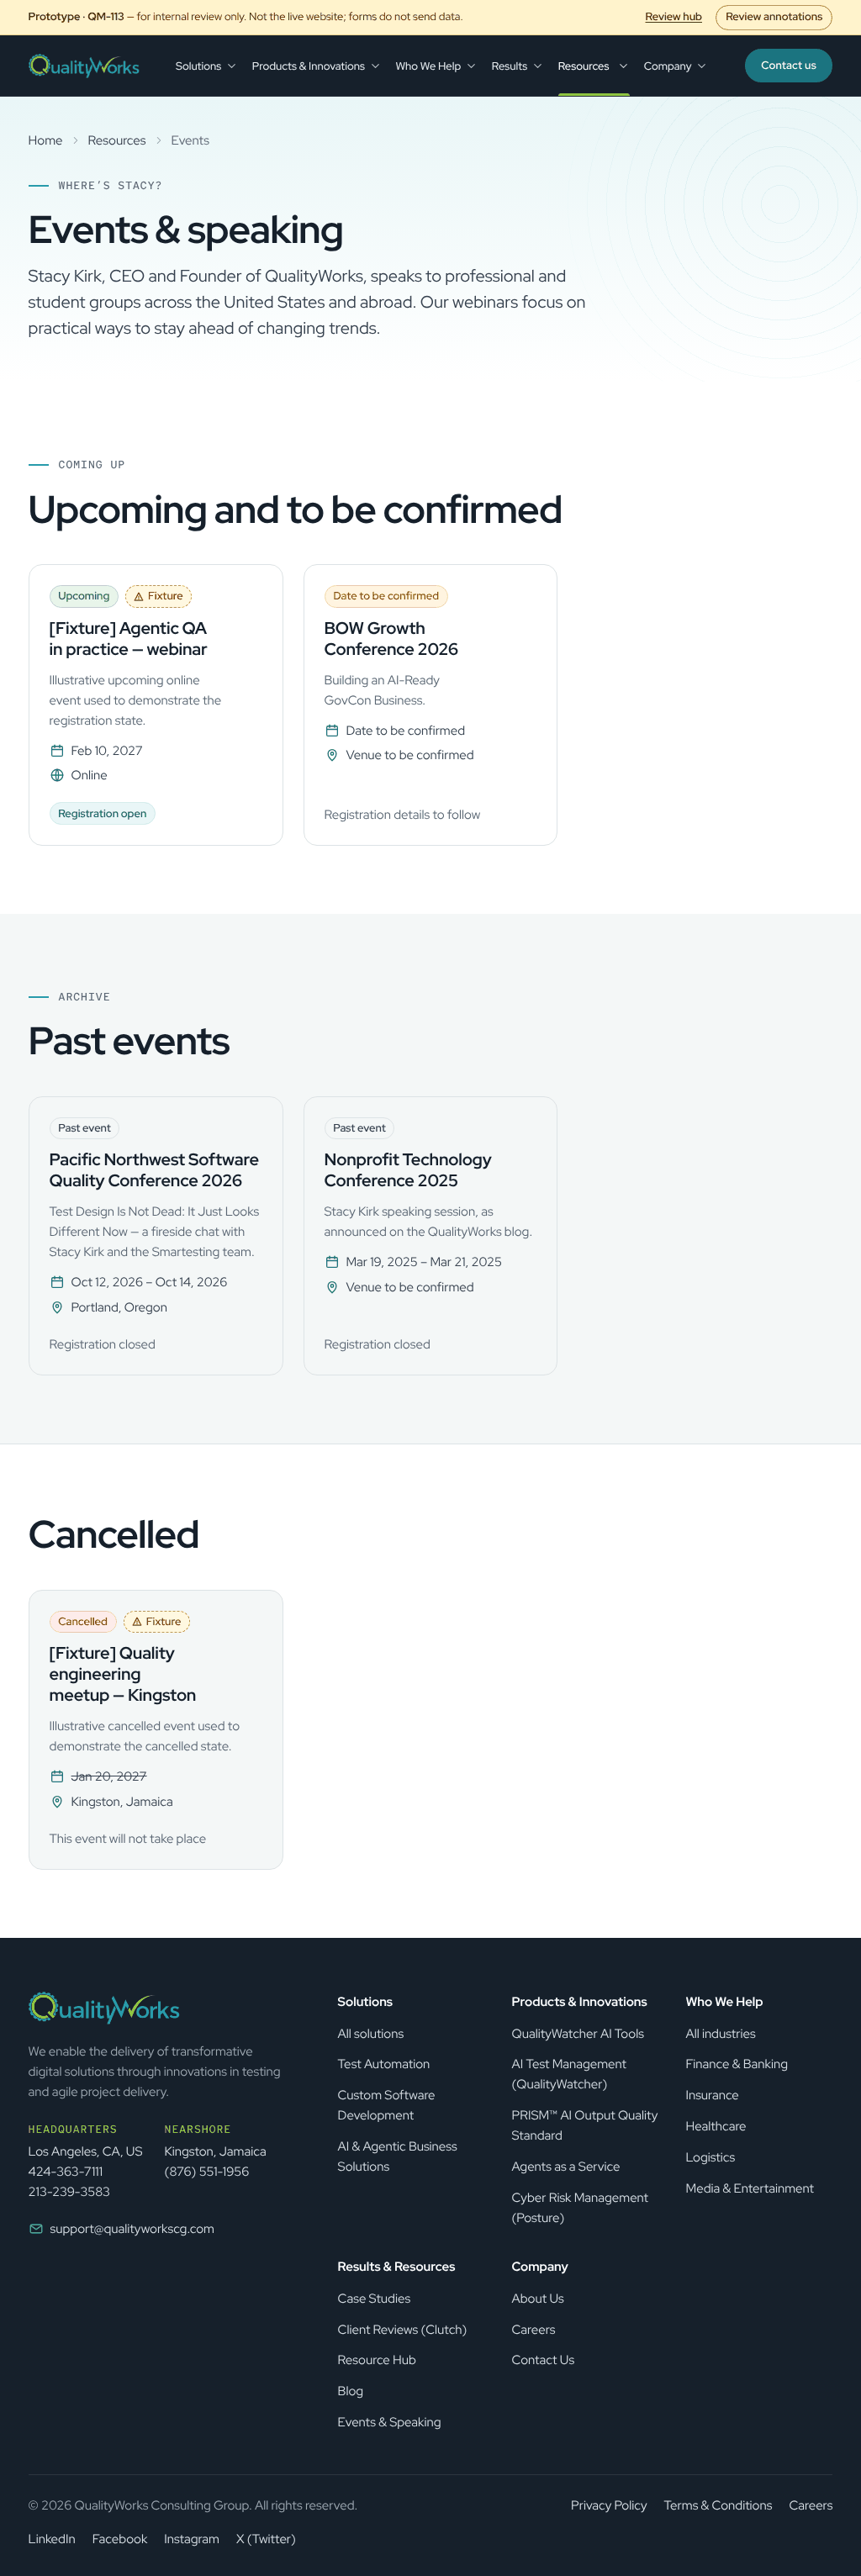 Prototype · QM-113 — for internal review only. Not the live website; forms do not send data.
Review hub
Review annotations
QualityWorks
Solutions
Products & Innovations
Who We Help
Results
Resources
Company
Contact us
Home
Resources
Events
WHERE'S STACY?
Events & speaking
Stacy Kirk, CEO and Founder of QualityWorks, speaks to professional and
student groups across the United States and abroad. Our webinars focus on
practical ways to stay ahead of changing trends.
COMING UP
Upcoming and to be confirmed
Upcoming
Fixture
[Fixture] Agentic QA
in practice — webinar
Illustrative upcoming online
event used to demonstrate the
registration state.
Feb 10, 2027
Online
Registration open
Date to be confirmed
BOW Growth
Conference 2026
Building an AI-Ready
GovCon Business.
Date to be confirmed
Venue to be confirmed
Registration details to follow
ARCHIVE
Past events
Past event
Pacific Northwest Software
Quality Conference 2026
Test Design Is Not Dead: It Just Looks
Different Now — a fireside chat with
Stacy Kirk and the Smartesting team.
Oct 12, 2026 – Oct 14, 2026
Portland, Oregon
Registration closed
Past event
Nonprofit Technology
Conference 2025
Stacy Kirk speaking session, as
announced on the QualityWorks blog.
Mar 19, 2025 – Mar 21, 2025
Venue to be confirmed
Registration closed
Cancelled
Cancelled
Fixture
[Fixture] Quality
engineering
meetup — Kingston
Illustrative cancelled event used to
demonstrate the cancelled state.
Jan 20, 2027
Kingston, Jamaica
This event will not take place
QualityWorks
We enable the delivery of transformative
digital solutions through innovations in testing
and agile project delivery.
HEADQUARTERS
Los Angeles, CA, US
424-363-7111
213-239-3583
NEARSHORE
Kingston, Jamaica
(876) 551-1956
support@qualityworkscg.com
Solutions
All solutions
Test Automation
Custom Software
Development
AI & Agentic Business
Solutions
Products & Innovations
QualityWatcher AI Tools
AI Test Management
(QualityWatcher)
PRISM™ AI Output Quality
Standard
Agents as a Service
Cyber Risk Management
(Posture)
Who We Help
All industries
Finance & Banking
Insurance
Healthcare
Logistics
Media & Entertainment
Results & Resources
Case Studies
Client Reviews (Clutch)
Resource Hub
Blog
Events & Speaking
Company
About Us
Careers
Contact Us
© 2026 QualityWorks Consulting Group. All rights reserved.
Privacy Policy
Terms & Conditions
Careers
LinkedIn
Facebook
Instagram
X (Twitter)